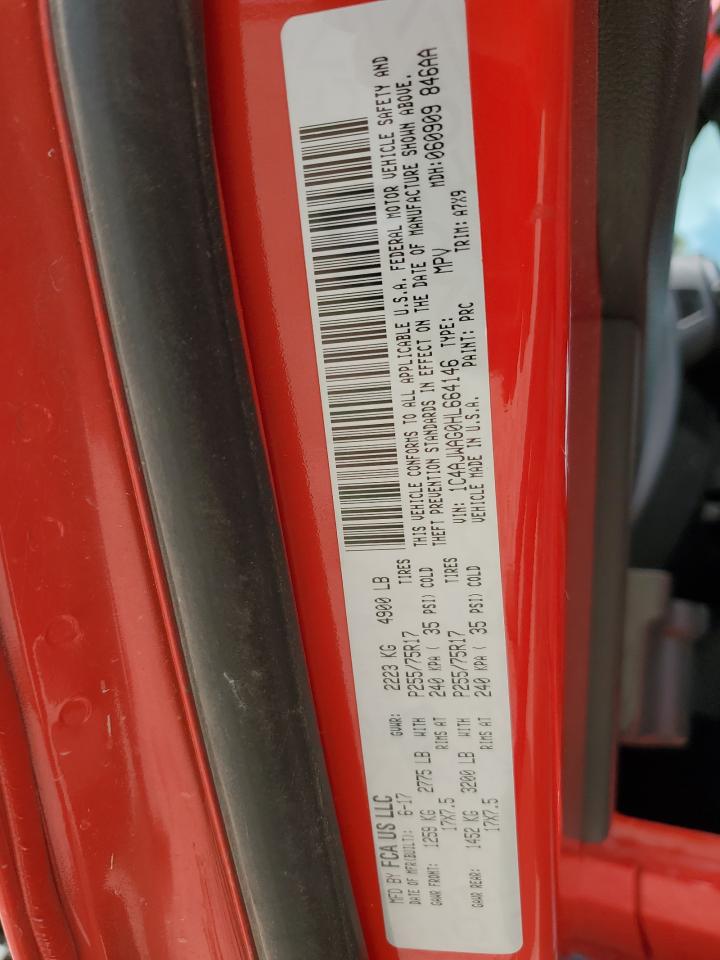 MFD BY FCA US LLC
DATE OF MFR(BUILT): 6-17 GVWR: 2223 KG 4900 LB
GAWR FRONT: 1259 KG 2775 LB WITH P255/75R17 TIRES
17X7.5 RIMS AT 240 KPA ( 35 PSI) COLD
GAWR REAR: 1452 KG 3200 LB WITH P255/75R17 TIRES
17X7.5 RIMS AT 240 KPA ( 35 PSI) COLD
THIS VEHICLE CONFORMS TO ALL APPLICABLE U.S.A. FEDERAL MOTOR VEHICLE SAFETY AND
THEFT PREVENTION STANDARDS IN EFFECT ON THE DATE OF MANUFACTURE SHOWN ABOVE.
VIN: 1C4AJWAG0HL664146 TYPE: MPV MDH:060909 846AA
VEHICLE MADE IN U.S.A. PAINT: PRC TRIM: A7X9